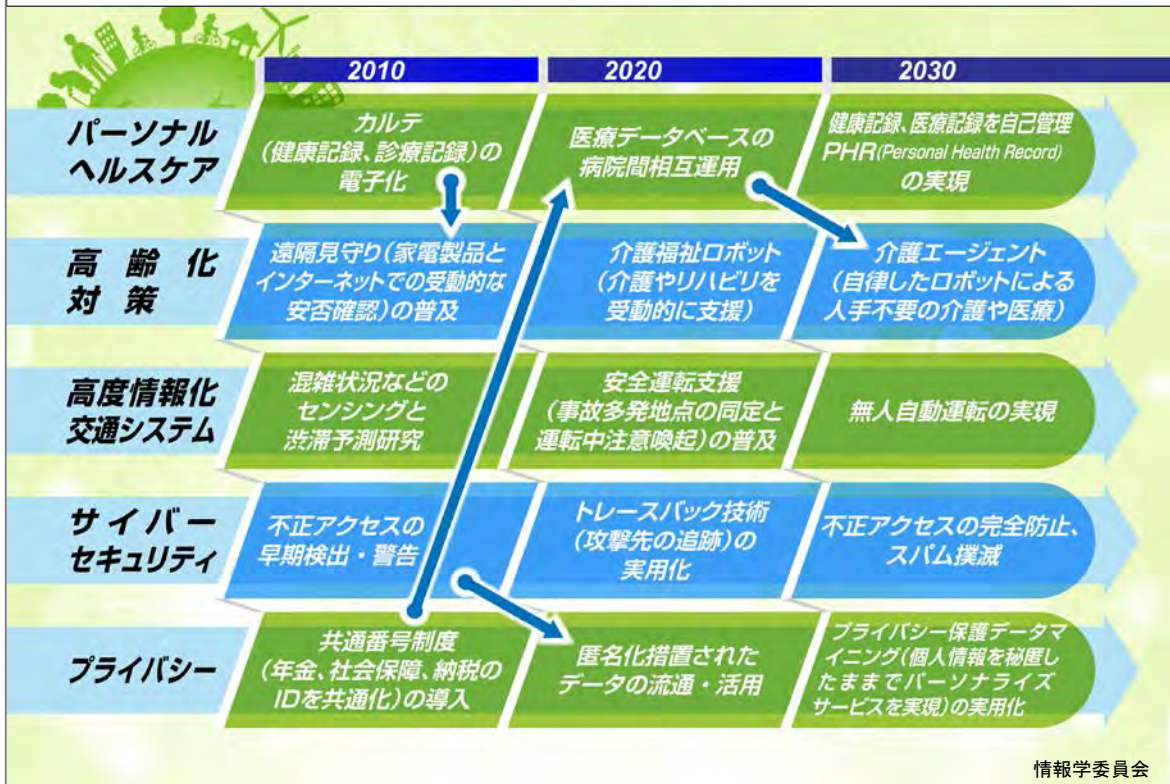 2010
2020
2030
パーソナル
ヘルスケア
カルテ
(健康記録、診療記録)の
電子化
医療データベースの
病院間相互運用
健康記録、医療記録を自己管理
PHR(Personal Health Record)
の実現
高齢化
対策
遠隔見守り(家電製品と
インターネットでの受動的な
安否確認)の普及
介護福祉ロボット
(介護やリハビリを
受動的に支援)
介護エージェント
(自律したロボットによる
人手不要の介護や医療)
高度情報化
交通システム
混雑状況などの
センシングと
渋滞予測研究
安全運転支援
(事故多発地点の同定と
運転中注意喚起)の普及
無人自動運転の実現
サイバー
セキュリティ
不正アクセスの
早期検出・警告
トレースバック技術
(攻撃先の追跡)の
実用化
不正アクセスの完全防止、
スパム撲滅
プライバシー
共通番号制度
(年金、社会保障、納税の
IDを共通化)の導入
匿名化措置された
データの流通・活用
プライバシー保護データマ
イニング(個人情報を秘匿し
たままでパーソナライズ
サービスを実現)の実用化
情報学委員会